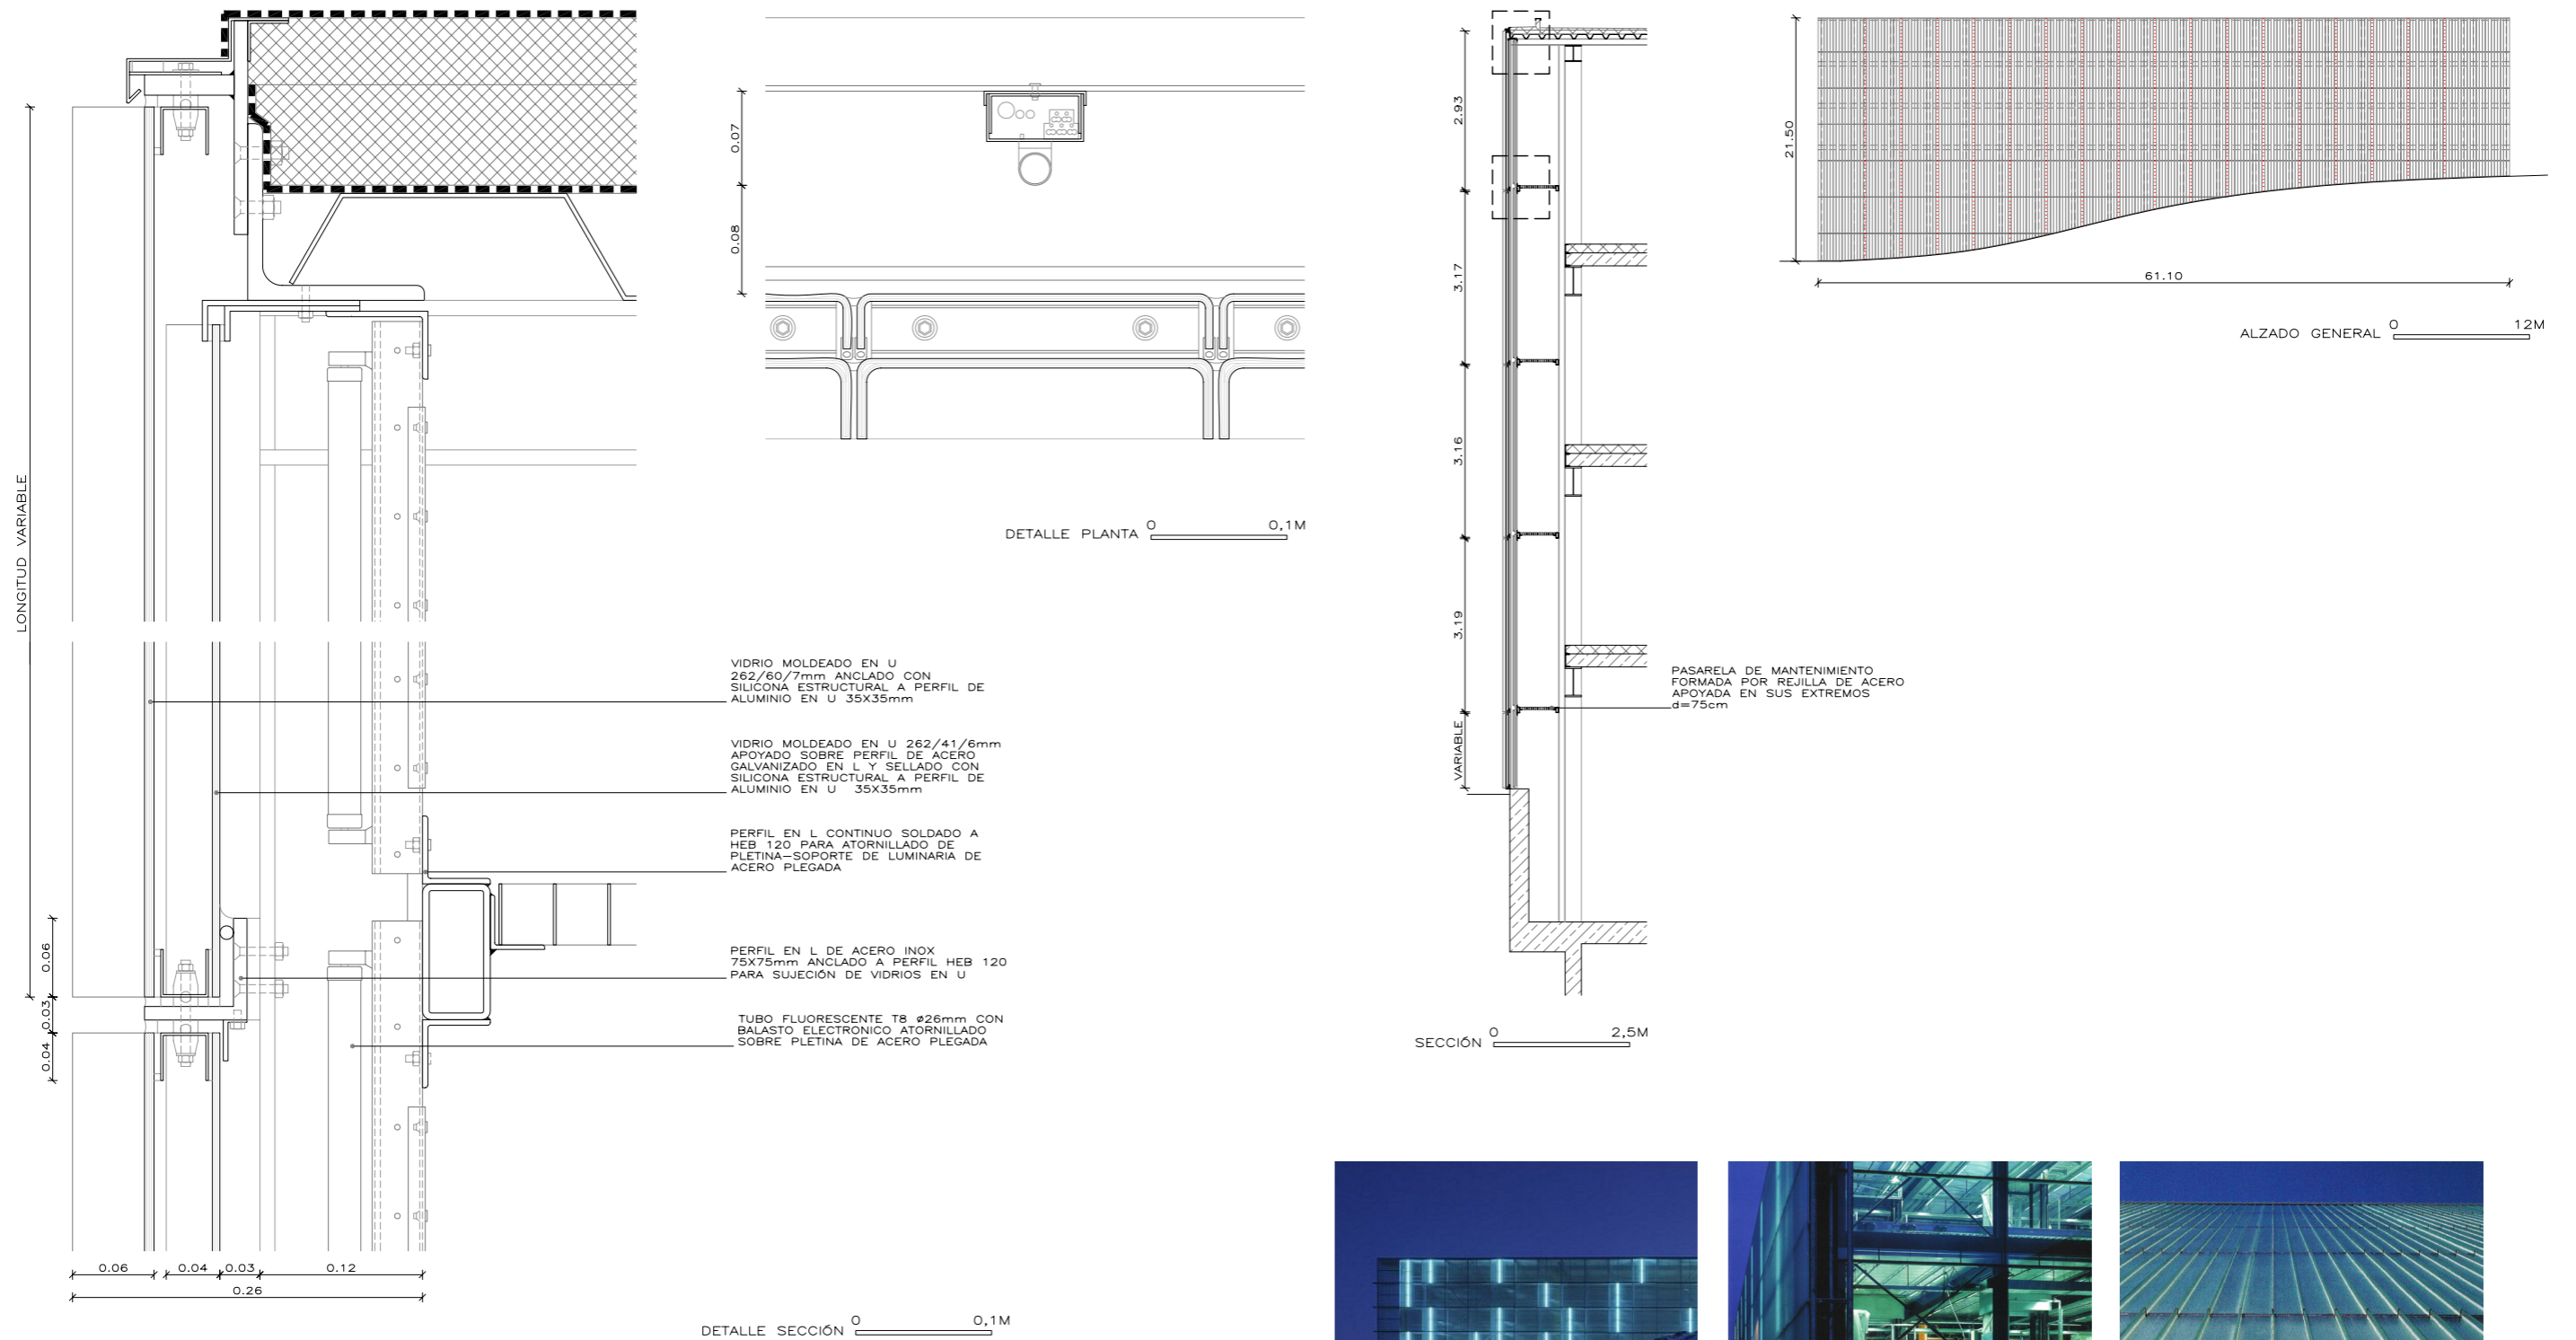 LONGITUD VARIABLE
0.06
0.03
0.04
0.06
0.04
0.03
0.12
0.26
VIDRIO MOLDEADO EN U
262/60/7mm ANCLADO CON
SILICONA ESTRUCTURAL A PERFIL DE
ALUMINIO EN U 35X35mm
VIDRIO MOLDEADO EN U 262/41/6mm
APOYADO SOBRE PERFIL DE ACERO
GALVANIZADO EN L Y SELLADO CON
SILICONA ESTRUCTURAL A PERFIL DE
ALUMINIO EN U 35X35mm
PERFIL EN L CONTINUO SOLDADO A
HEB 120 PARA ATORNILLADO DE
PLETINA-SOPORTE DE LUMINARIA DE
ACERO PLEGADA
PERFIL EN L DE ACERO INOX
75X75mm ANCLADO A PERFIL HEB 120
PARA SUJECIÓN DE VIDRIOS EN U
TUBO FLUORESCENTE T8 ø26mm CON
BALASTO ELECTRONICO ATORNILLADO
SOBRE PLETINA DE ACERO PLEGADA
DETALLE SECCIÓN 0 0,1M
0.07
0.08
DETALLE PLANTA 0 0,1M
2.93
3.17
3.16
3.19
VARIABLE
PASARELA DE MANTENIMIENTO
FORMADA POR REJILLA DE ACERO
APOYADA EN SUS EXTREMOS
d=75cm
SECCIÓN 0 2,5M
21.50
61.10
ALZADO GENERAL 0 12M